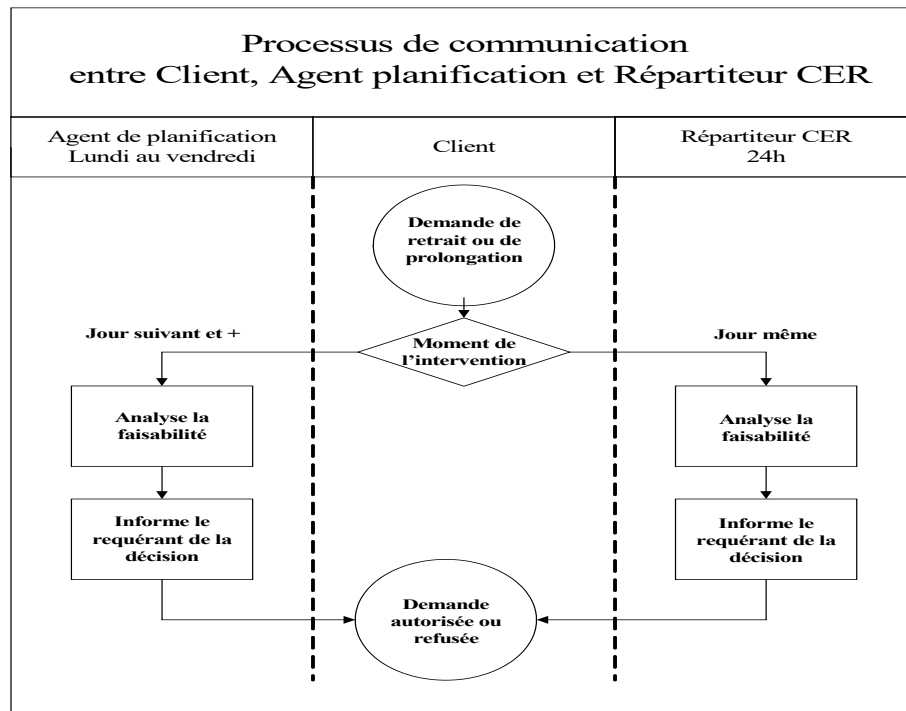 Processus de communication
entre Client, Agent planification et Répartiteur CER
Agent de planification
Lundi au vendredi
Client
Répartiteur CER
24h
Demande de
retrait ou de
prolongation
Jour suivant et +
Moment de
l'intervention
Jour même
Analyse la
faisabilité
Analyse la
faisabilité
Informe le
requérant de la
décision
Informe le
requérant de la
décision
Demande
autorisée ou
refusée